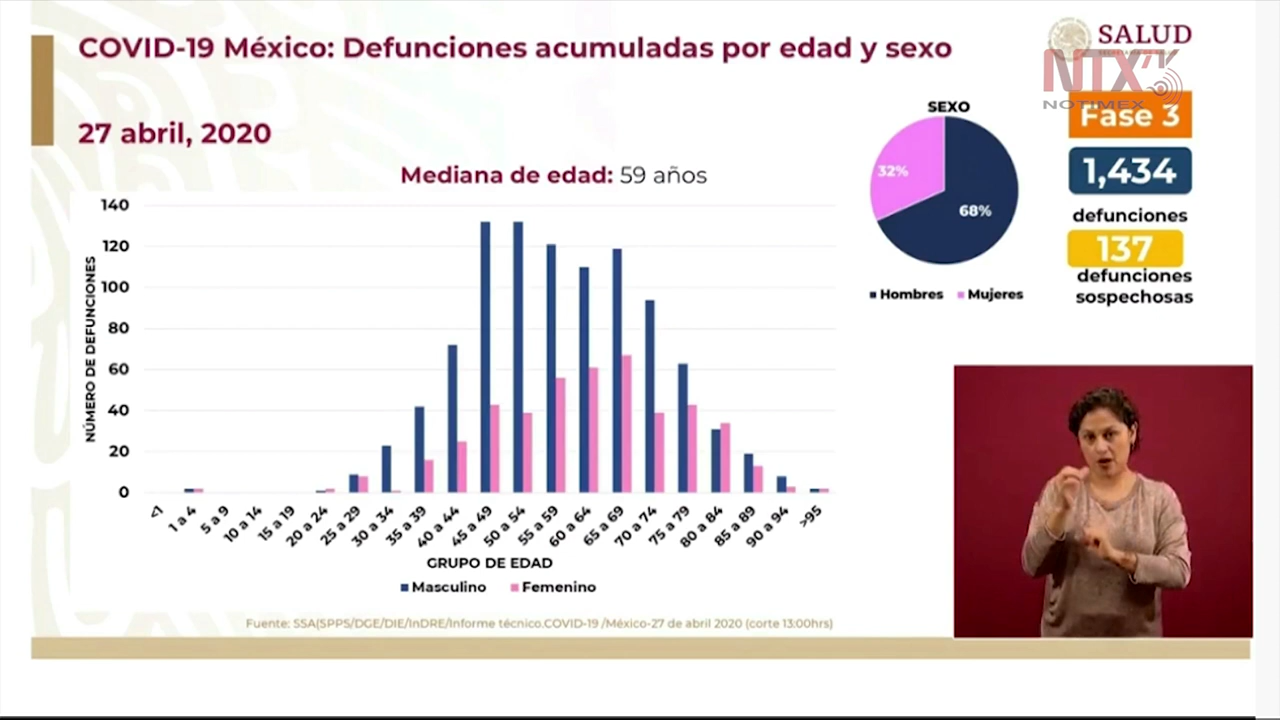 COVID-19 México: Defunciones acumuladas por edad y sexo
27 abril, 2020
SALUD
NTX
NOTIMEX
Fase 3
1,434
defunciones
137
defunciones
sospechosas
SEXO
32%
68%
Hombres Mujeres
Mediana de edad: 59 años
NÚMERO DE DEFUNCIONES
140
120
100
80
60
40
20
0
<1
1 a 4
5 a 9
10 a 14
15 a 19
20 a 24
25 a 29
30 a 34
35 a 39
40 a 44
45 a 49
50 a 54
55 a 59
60 a 64
65 a 69
70 a 74
75 a 79
80 a 84
85 a 89
90 a 94
>95
GRUPO DE EDAD
Masculino Femenino
Fuente: SSA(SPPS/DGE/DIE/InDRE/Informe técnico.COVID-19 /México-27 de abril 2020 (corte 13:00hrs)